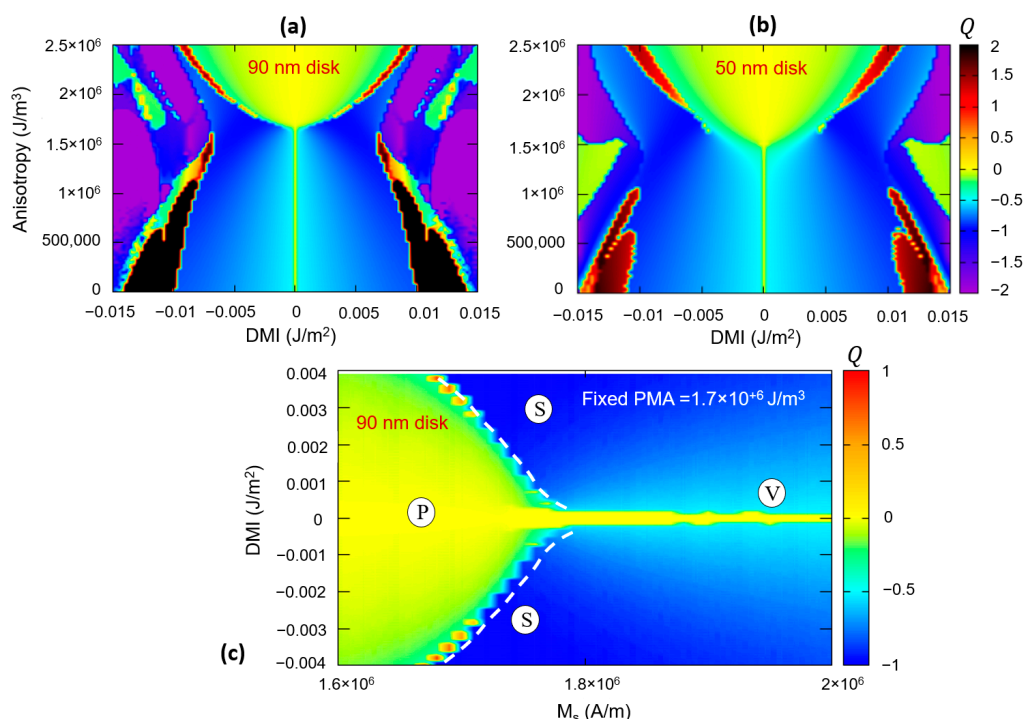 (a)
(b)
Q
2.5×10⁶
2×10⁶
1.5×10⁶
1×10⁶
500,000
0
Anisotropy (J/m³)
90 nm disk
−0.015
−0.01
−0.005
0
0.005
0.01
0.015
DMI (J/m²)
2.5×10⁶
2×10⁶
1.5×10⁶
1×10⁶
500,000
0
50 nm disk
−0.015
−0.01
−0.005
0
0.005
0.01
0.015
DMI (J/m²)
2
1.5
1
0.5
0
−0.5
−1
−1.5
−2
Q
0.004
0.003
0.002
0.001
0
−0.001
−0.002
−0.003
−0.004
DMI (J/m²)
90 nm disk
Fixed PMA =1.7×10⁺⁶ J/m³
S
P
V
S
(c)
1.6×10⁶
1.8×10⁶
2×10⁶
Mₛ (A/m)
1
0.5
0
−0.5
−1